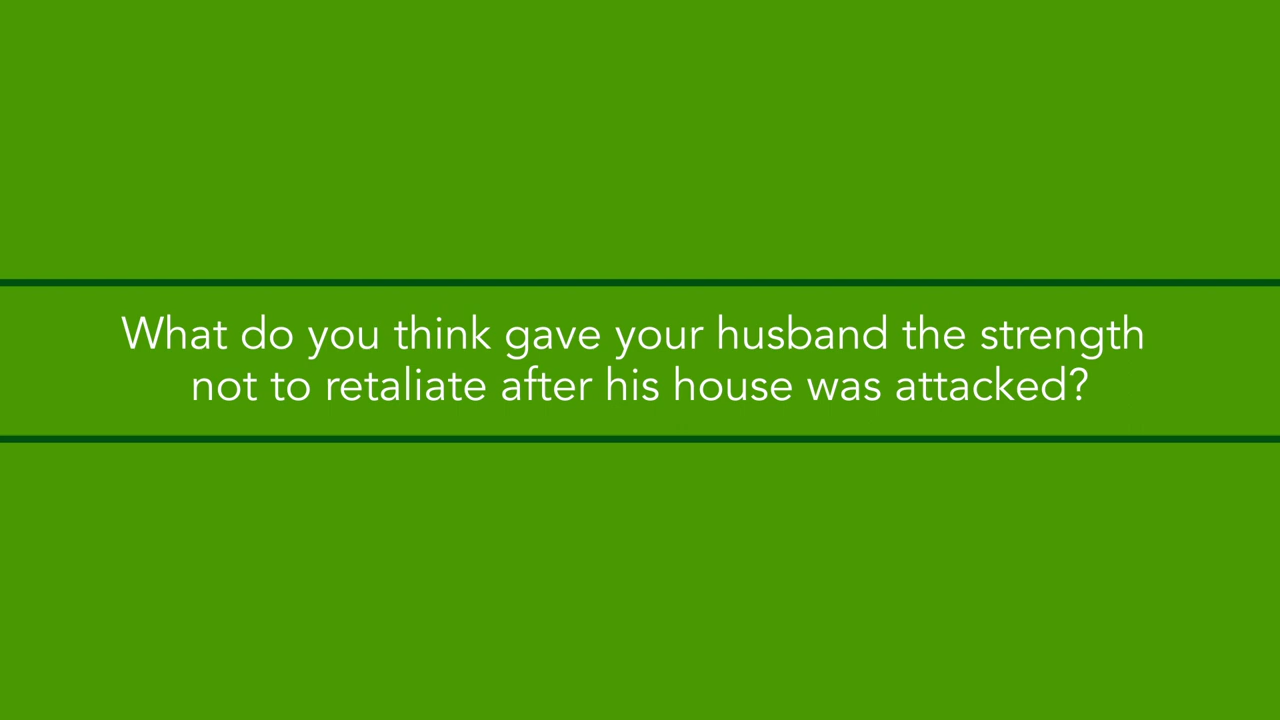 What do you think gave your husband the strength
not to retaliate after his house was attacked?